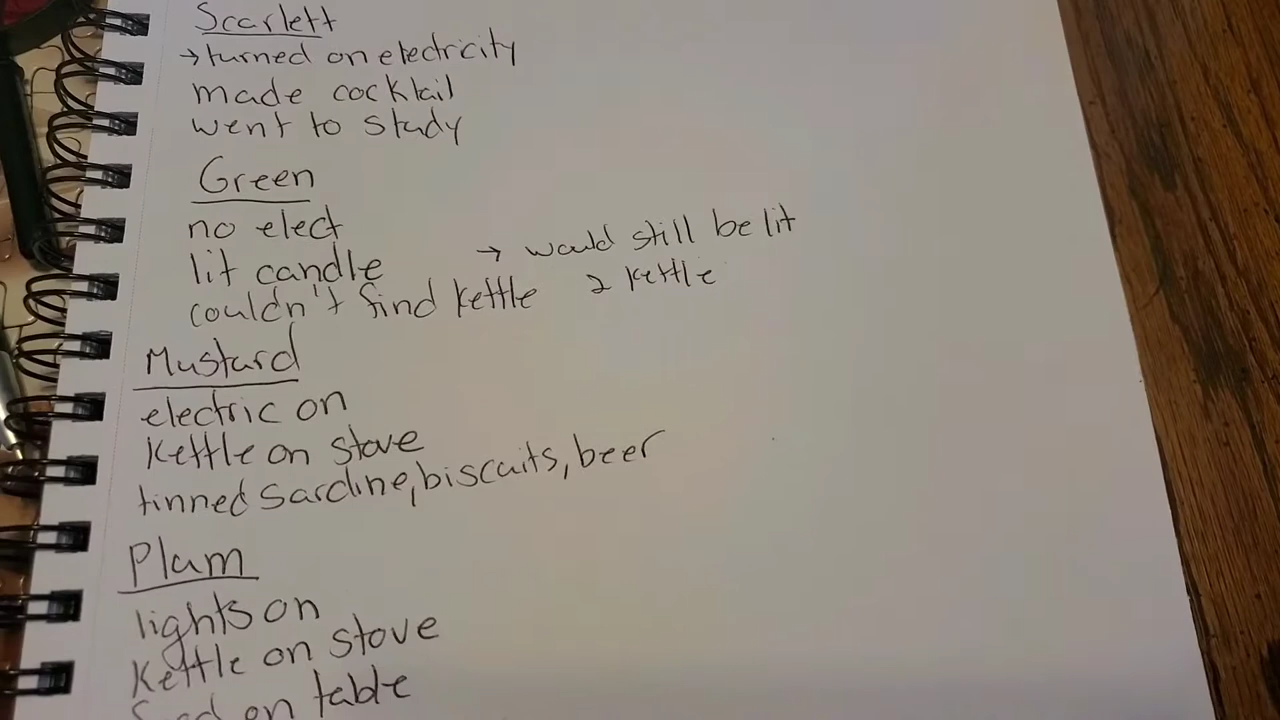 Scarlett
→turned on electricity
made cocktail
went to study
Green
no elect
lit candle → would still be lit
couldn't find kettle 2 kettle
Mustard
electric on
Kettle on stove
tinned sardine, biscuits, beer
Plum
lights on
Kettle on stove
on table